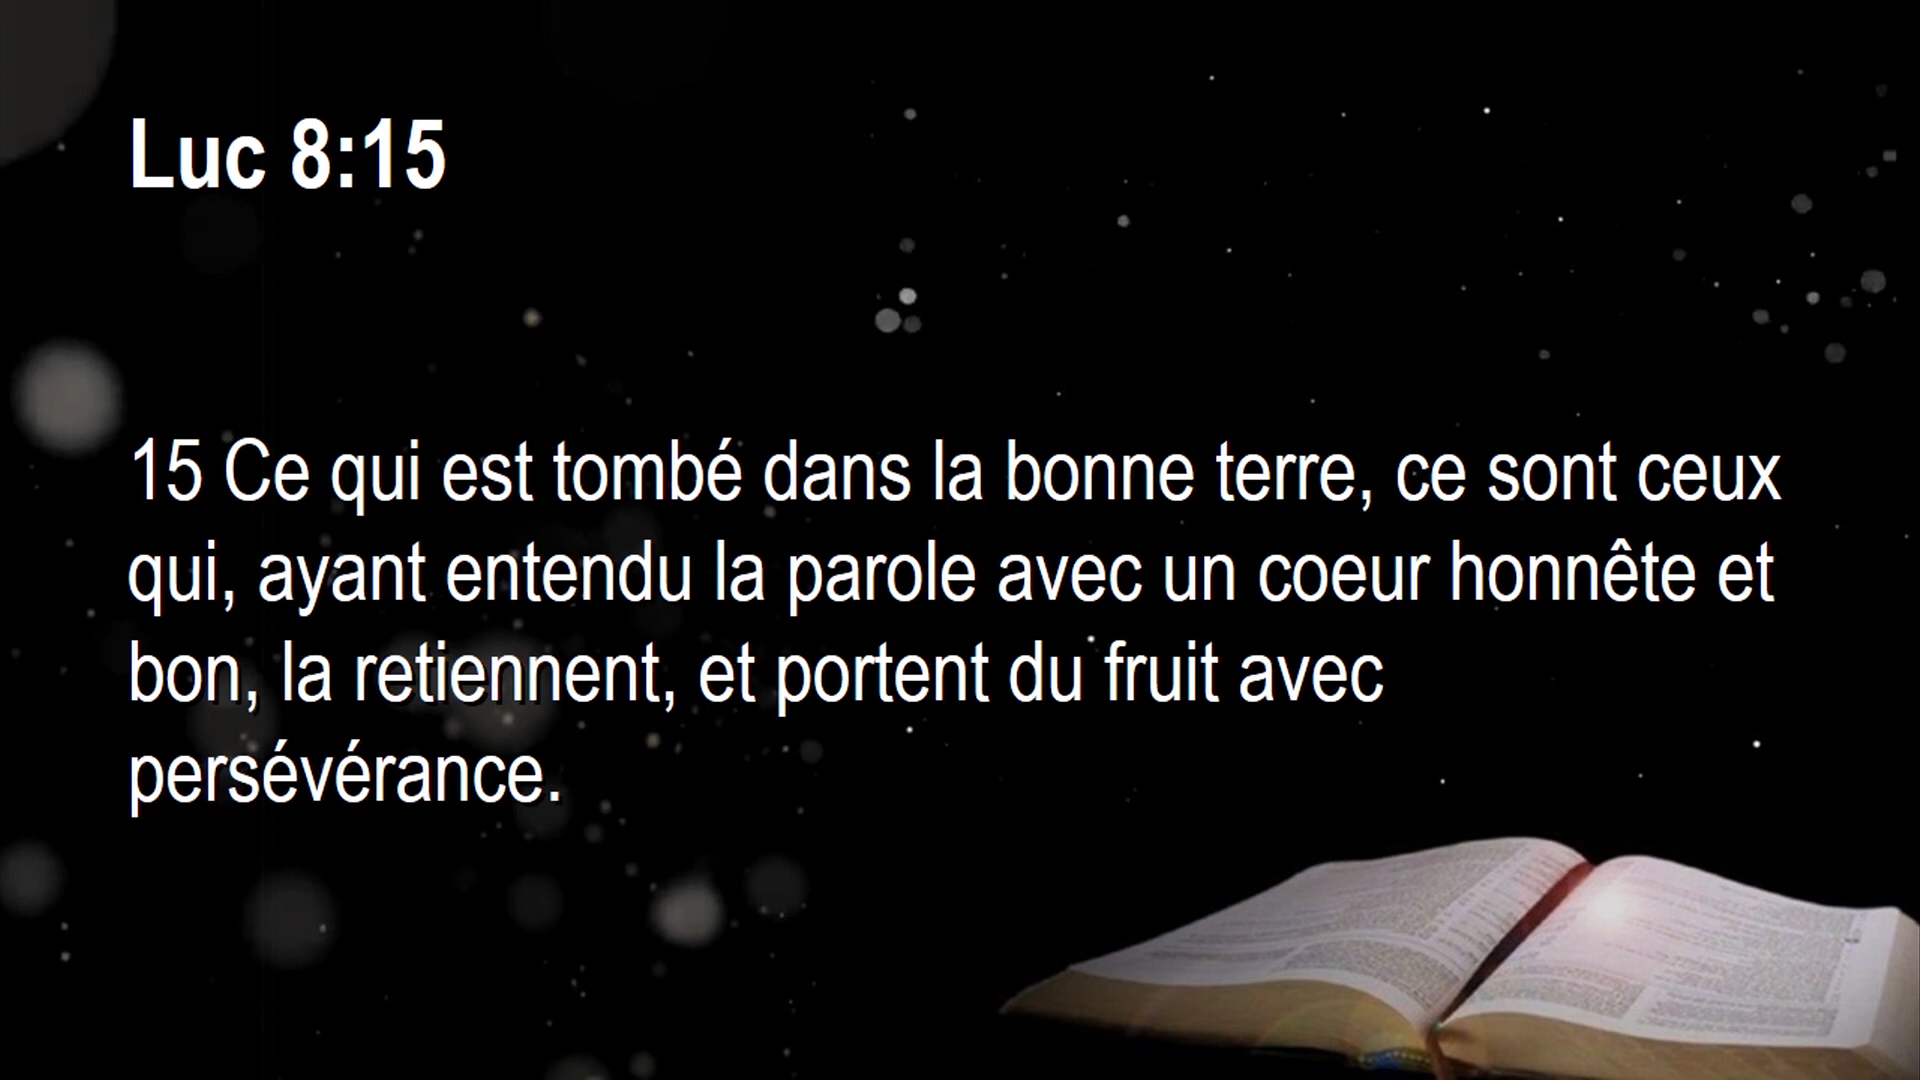 Luc 8:15
15 Ce qui est tombé dans la bonne terre, ce sont ceux
qui, ayant entendu la parole avec un coeur honnête et
bon, la retiennent, et portent du fruit avec
persévérance.